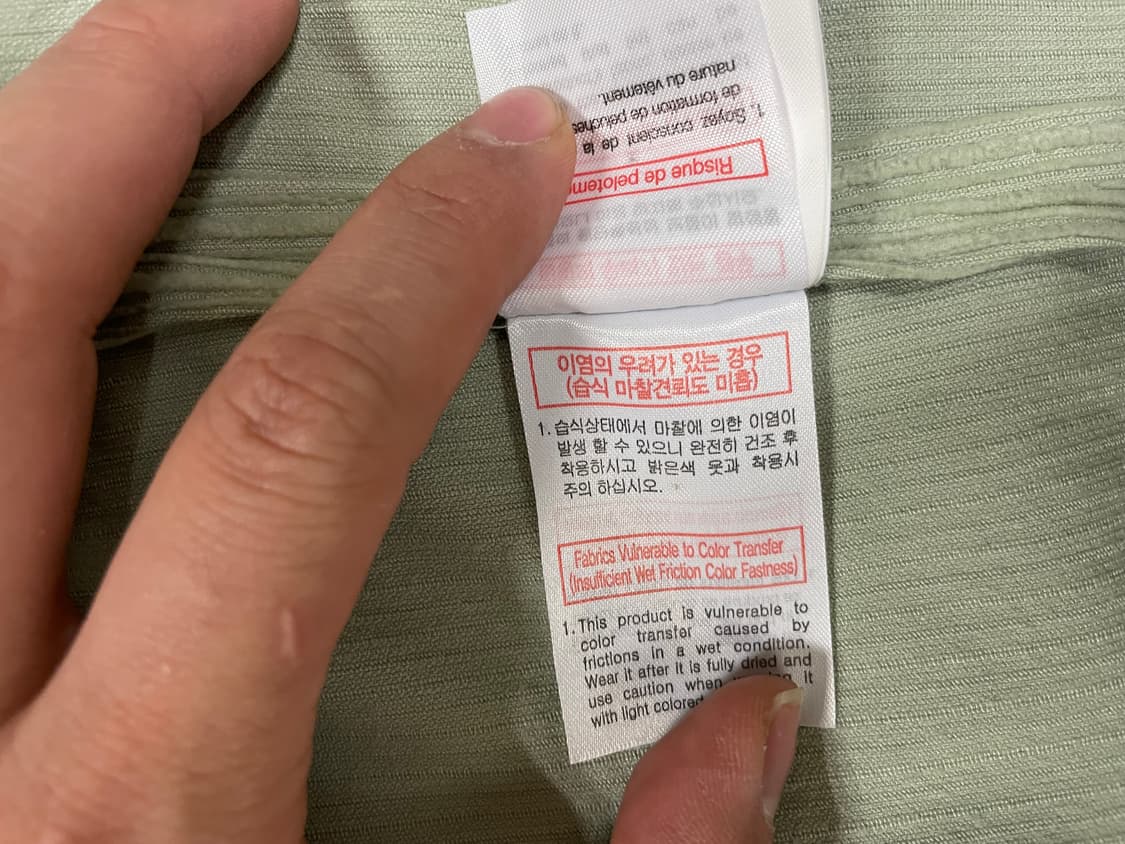 이염의 우려가 있는 경우
(습식 마찰견뢰도 미흡)
1. 습식상태에서 마찰에 의한 이염이
발생 할 수 있으니 완전히 건조 후
착용하시고 밝은색 옷과 착용시
주의 하십시오.
Fabrics Vulnerable to Color Transfer
(Insufficient Wet Friction Color Fastness)
1. This product is vulnerable to
color transfer caused by
frictions in a wet condition.
Wear it after it is fully dried and
use caution when it
with light colored
Risque de
1. Soyez conscient de la
de formation de peluches
nature du vêtement.